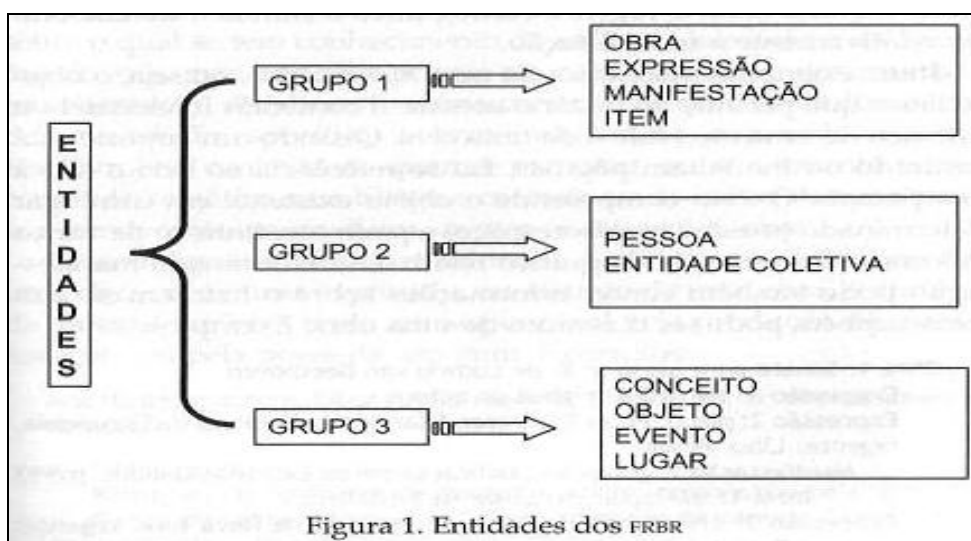 ENTIDADES
GRUPO 1
OBRA
EXPRESSÃO
MANIFESTAÇÃO
ITEM
GRUPO 2
PESSOA
ENTIDADE COLETIVA
GRUPO 3
CONCEITO
OBJETO
EVENTO
LUGAR
Figura 1. Entidades dos FRBR